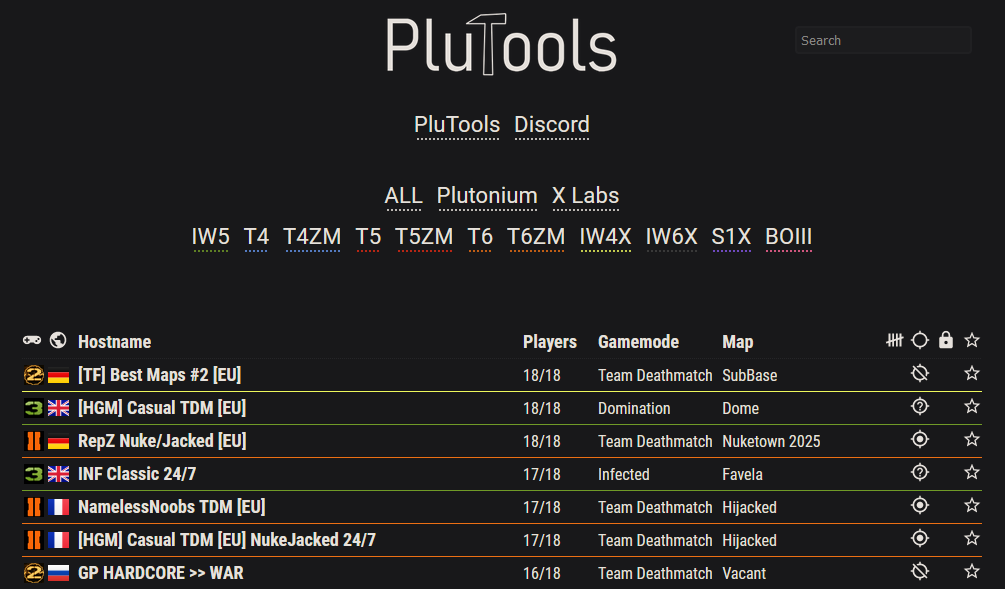 PluTools
Search
PluTools Discord
ALL Plutonium X Labs
IW5 T4 T4ZM T5 T5ZM T6 T6ZM IW4X IW6X S1X BOIII
Hostname Players Gamemode Map
2 [TF] Best Maps #2 [EU] 18/18 Team Deathmatch SubBase
3 [HGM] Casual TDM [EU] 18/18 Domination Dome
II RepZ Nuke/Jacked [EU] 18/18 Team Deathmatch Nuketown 2025
3 INF Classic 24/7 17/18 Infected Favela
II NamelessNoobs TDM [EU] 17/18 Team Deathmatch Hijacked
II [HGM] Casual TDM [EU] NukeJacked 24/7 17/18 Team Deathmatch Hijacked
2 GP HARDCORE >> WAR 16/18 Team Deathmatch Vacant